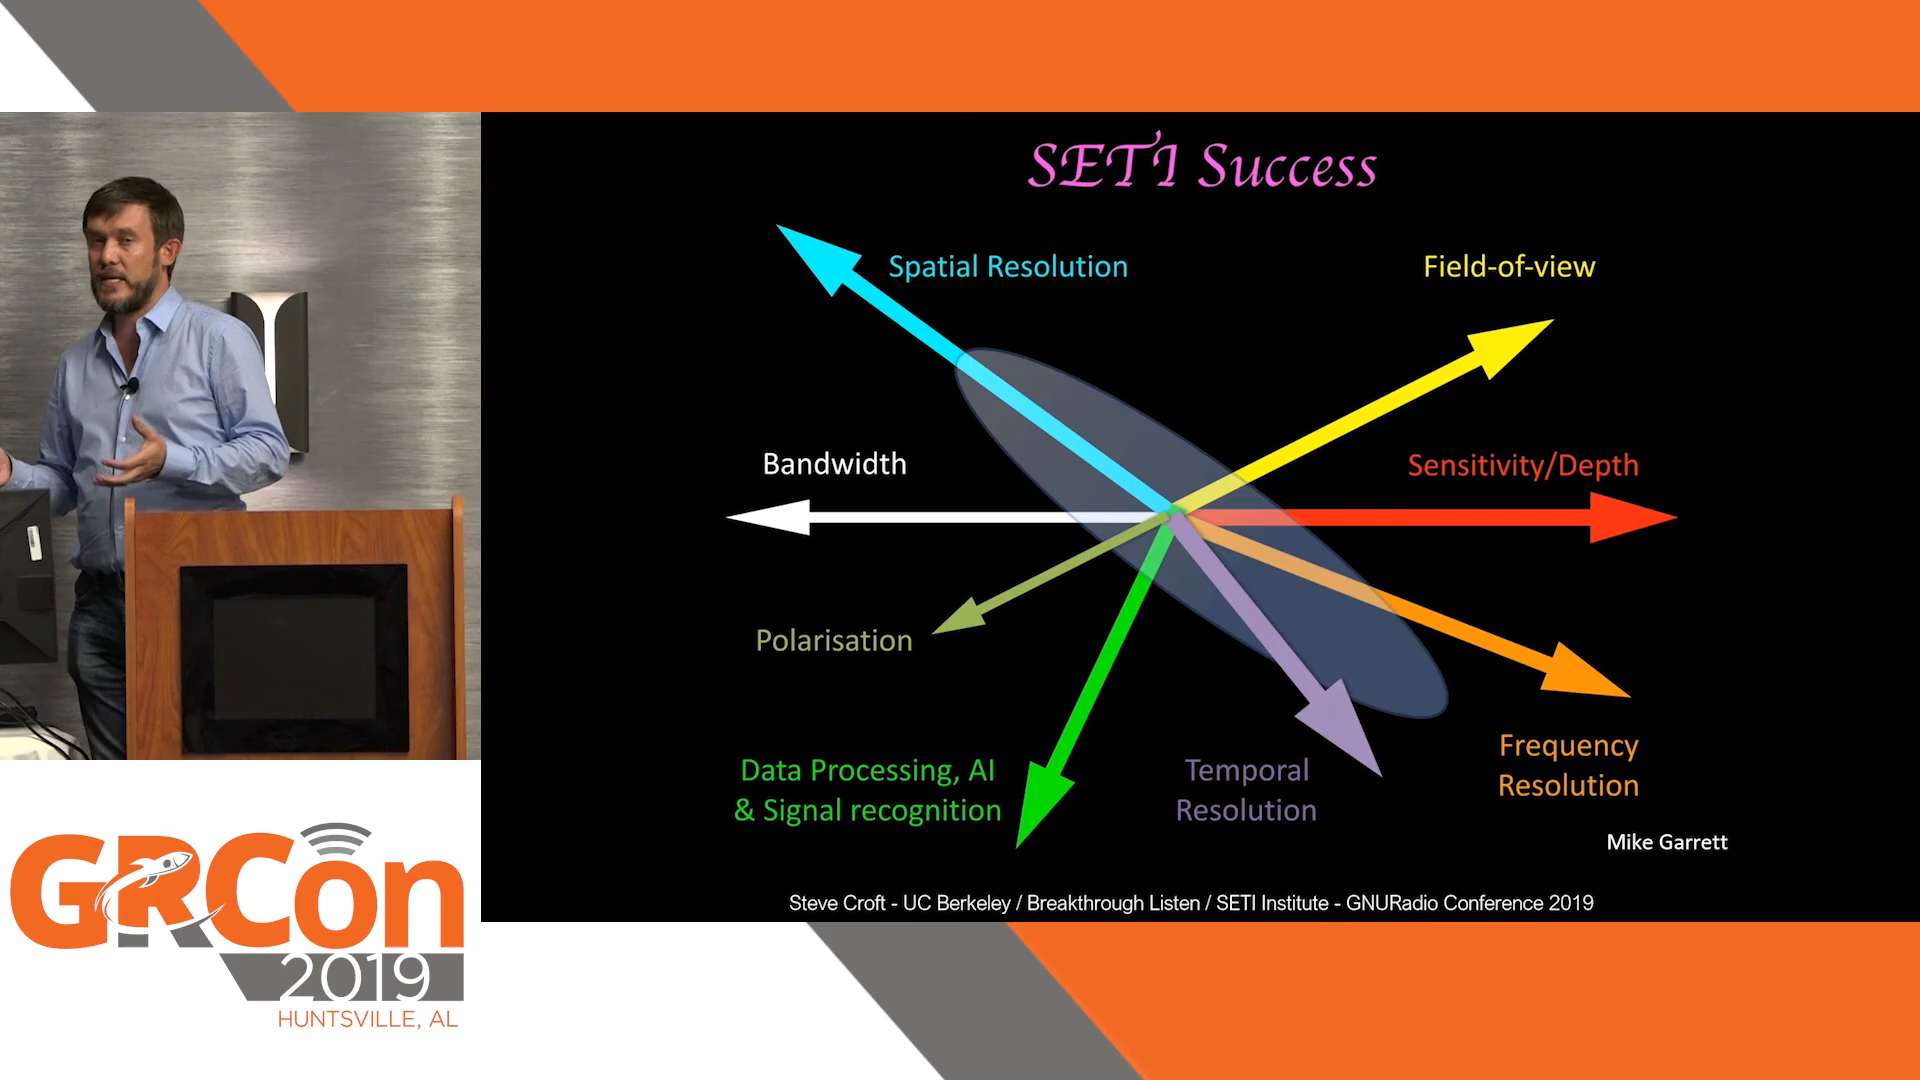 SETI Success
Spatial Resolution
Field-of-view
Bandwidth
Sensitivity/Depth
Polarisation
Frequency
Resolution
Data Processing, AI
& Signal recognition
Temporal
Resolution
Mike Garrett
Steve Croft - UC Berkeley / Breakthrough Listen / SETI Institute - GNURadio Conference 2019
GRCon
2019
HUNTSVILLE, AL